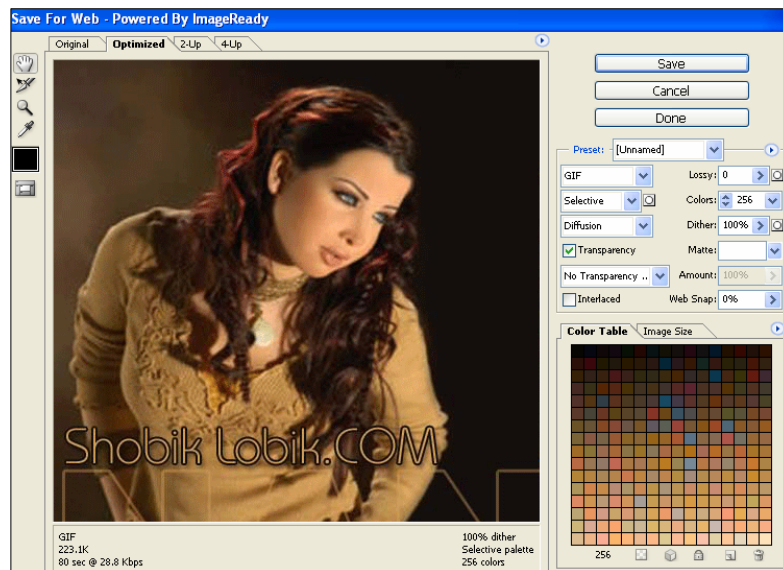 Save For Web - Powered By ImageReady
Original Optimized 2-Up 4-Up
Save
Cancel
Done
Preset: [Unnamed]
GIF Lossy: 0
Selective Colors: 256
Diffusion Dither: 100%
Transparency Matte:
No Transparency .. Amount: 100%
Interlaced Web Snap: 0%
Color Table Image Size
Shobik Lobik.COM
256
GIF 100% dither
223.1K Selective palette
80 sec @ 28.8 Kbps 256 colors